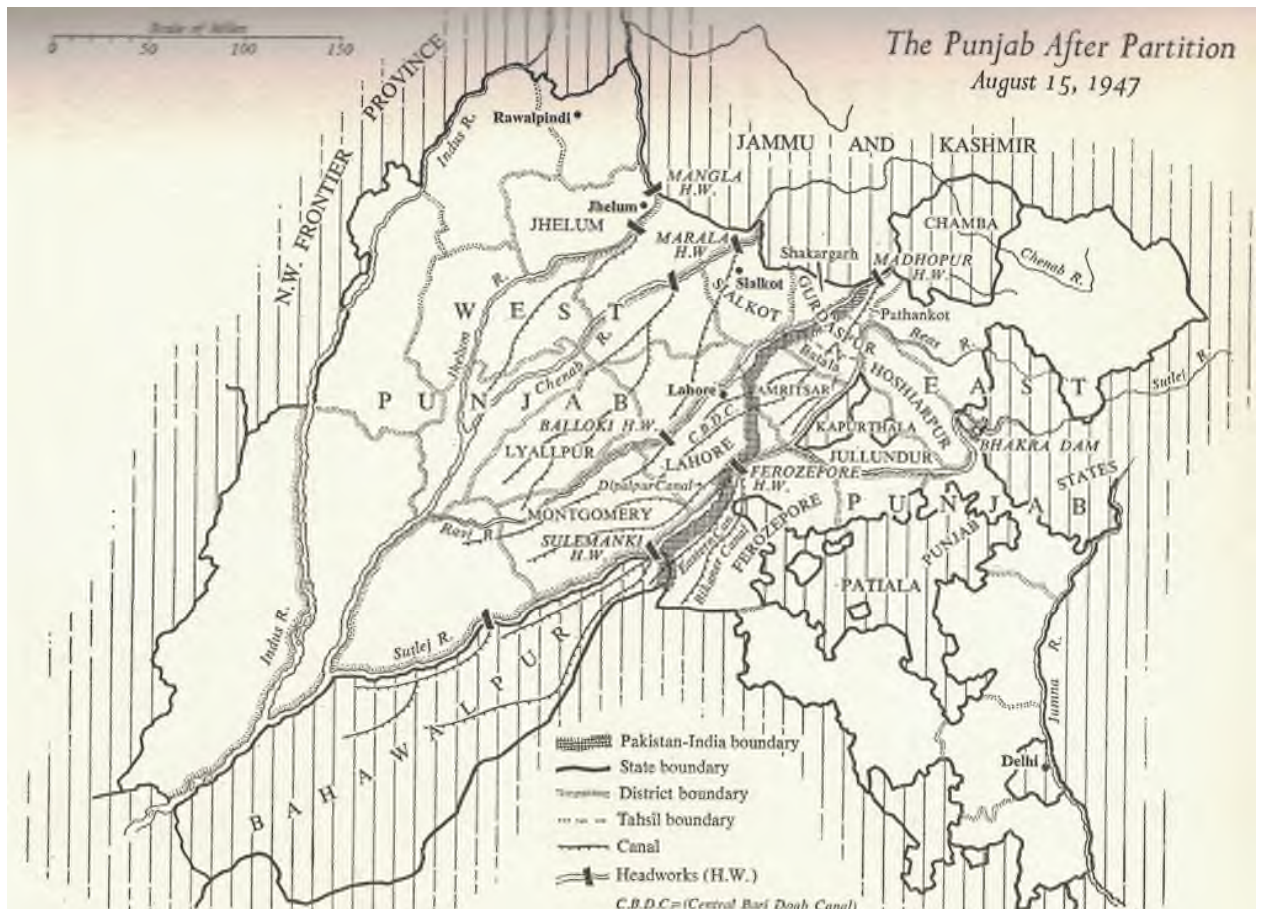 Scale of Miles
0 50 100 150
The Punjab After Partition
August 15, 1947
N.W. FRONTIER PROVINCE
Indus R.
Rawalpindi
JAMMU AND KASHMIR
MANGLA
H.W.
Jhelum
JHELUM
MARALA
H.W.
Shakargarh
CHAMBA
MADHOPUR
H.W.
Chenab R.
Sialkot
SIALKOT
GURDASPUR
Pathankot
WEST
Jhelum R.
Chenab R.
Batala
Beas R.
HOSHIARPUR
EAST
Sutlej R.
PUNJAB
Lahore
AMRITSAR
C.B.D.C.
BALLOKI H.W.
KAPURTHALA
LYALLPUR
LAHORE
JULLUNDUR
BHAKRA DAM
FEROZEPORE
H.W.
Dipalpur Canal
STATES
MONTGOMERY
FEROZEPORE
PUNJAB
Ravi R.
SULEMANKI
H.W.
Eastern Can.
Bikaner Canal
PUNJAB
PATIALA
Indus R.
Sutlej R.
Jumna R.
BAHAWALPUR
Delhi
Pakistan-India boundary
State boundary
District boundary
Tahsil boundary
Canal
Headworks (H.W.)
C.B.D.C=(Central Bari Doab Canal)